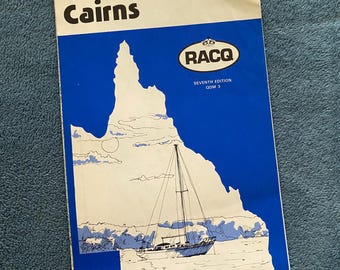 Cairns
RACQ
SEVENTH EDITION
QDM 3